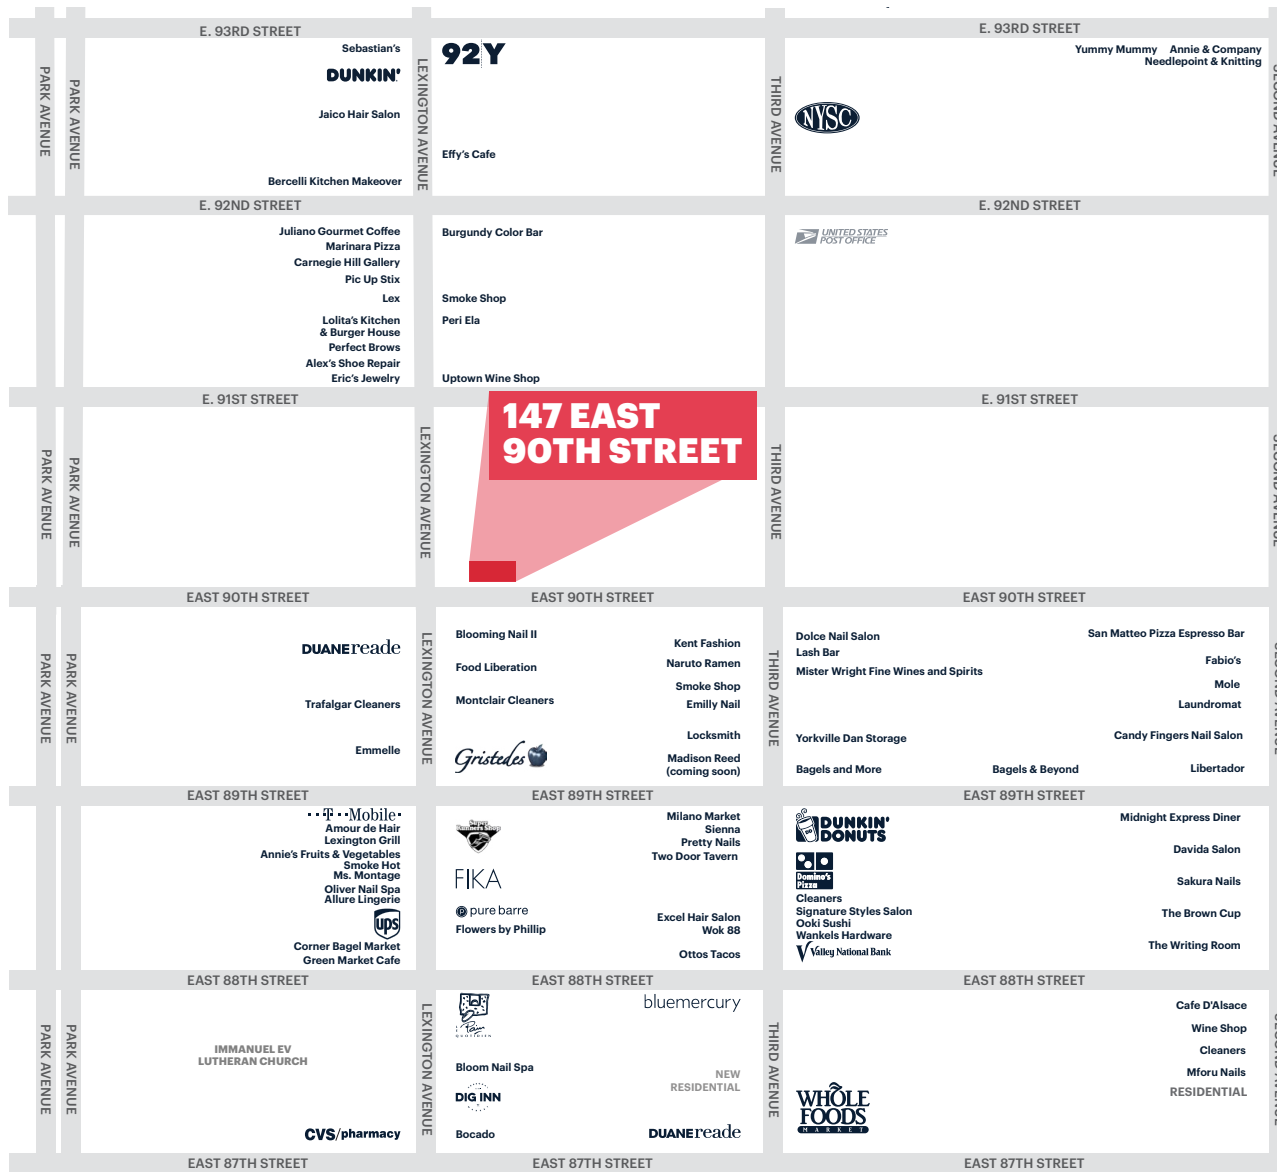 E. 93RD STREET
E. 93RD STREET
PARK AVENUE
PARK AVENUE
Sebastian's
DUNKIN'
Jaico Hair Salon
Bercelli Kitchen Makeover
LEXINGTON AVENUE
92Y
Effy's Cafe
THIRD AVENUE
Yummy Mummy Annie & Company
Needlepoint & Knitting
NYSC
SECOND AVENUE
E. 92ND STREET
E. 92ND STREET
Juliano Gourmet Coffee
Marinara Pizza
Carnegie Hill Gallery
Pic Up Stix
Lex
Lolita's Kitchen
& Burger House
Perfect Brows
Alex's Shoe Repair
Eric's Jewelry
Burgundy Color Bar
Smoke Shop
Peri Ela
Uptown Wine Shop
UNITED STATES
POST OFFICE
E. 91ST STREET
E. 91ST STREET
PARK AVENUE
PARK AVENUE
LEXINGTON AVENUE
147 EAST
90TH STREET
THIRD AVENUE
SECOND AVENUE
EAST 90TH STREET
EAST 90TH STREET
EAST 90TH STREET
PARK AVENUE
PARK AVENUE
DUANEreade
Trafalgar Cleaners
Emmelle
LEXINGTON AVENUE
Blooming Nail II
Food Liberation
Montclair Cleaners
Gristedes
Kent Fashion
Naruto Ramen
Smoke Shop
Emilly Nail
Locksmith
Madison Reed
(coming soon)
THIRD AVENUE
Dolce Nail Salon
Lash Bar
Mister Wright Fine Wines and Spirits
Yorkville Dan Storage
Bagels and More
Bagels & Beyond
San Matteo Pizza Espresso Bar
Fabio's
Mole
Laundromat
Candy Fingers Nail Salon
Libertador
EAST 89TH STREET
EAST 89TH STREET
EAST 89TH STREET
T Mobile
Amour de Hair
Lexington Grill
Annie's Fruits & Vegetables
Smoke Hot
Ms. Montage
Oliver Nail Spa
Allure Lingerie
ups
Corner Bagel Market
Green Market Cafe
Super
Runners Shop
FIKA
p pure barre
Flowers by Phillip
Milano Market
Sienna
Pretty Nails
Two Door Tavern
Excel Hair Salon
Wok 88
Ottos Tacos
DUNKIN'
DONUTS
Domino's
Pizza
Cleaners
Signature Styles Salon
Ooki Sushi
Wankels Hardware
Valley National Bank
Midnight Express Diner
Davida Salon
Sakura Nails
The Brown Cup
The Writing Room
EAST 88TH STREET
EAST 88TH STREET
EAST 88TH STREET
PARK AVENUE
PARK AVENUE
IMMANUEL EV
LUTHERAN CHURCH
CVS/pharmacy
LEXINGTON AVENUE
Pain
QUOTIDIEN
Bloom Nail Spa
DIG INN
Bocado
bluemercury
NEW
RESIDENTIAL
DUANEreade
THIRD AVENUE
WHOLE
FOODS
MARKET
Cafe D'Alsace
Wine Shop
Cleaners
Mforu Nails
RESIDENTIAL
EAST 87TH STREET
EAST 87TH STREET
EAST 87TH STREET